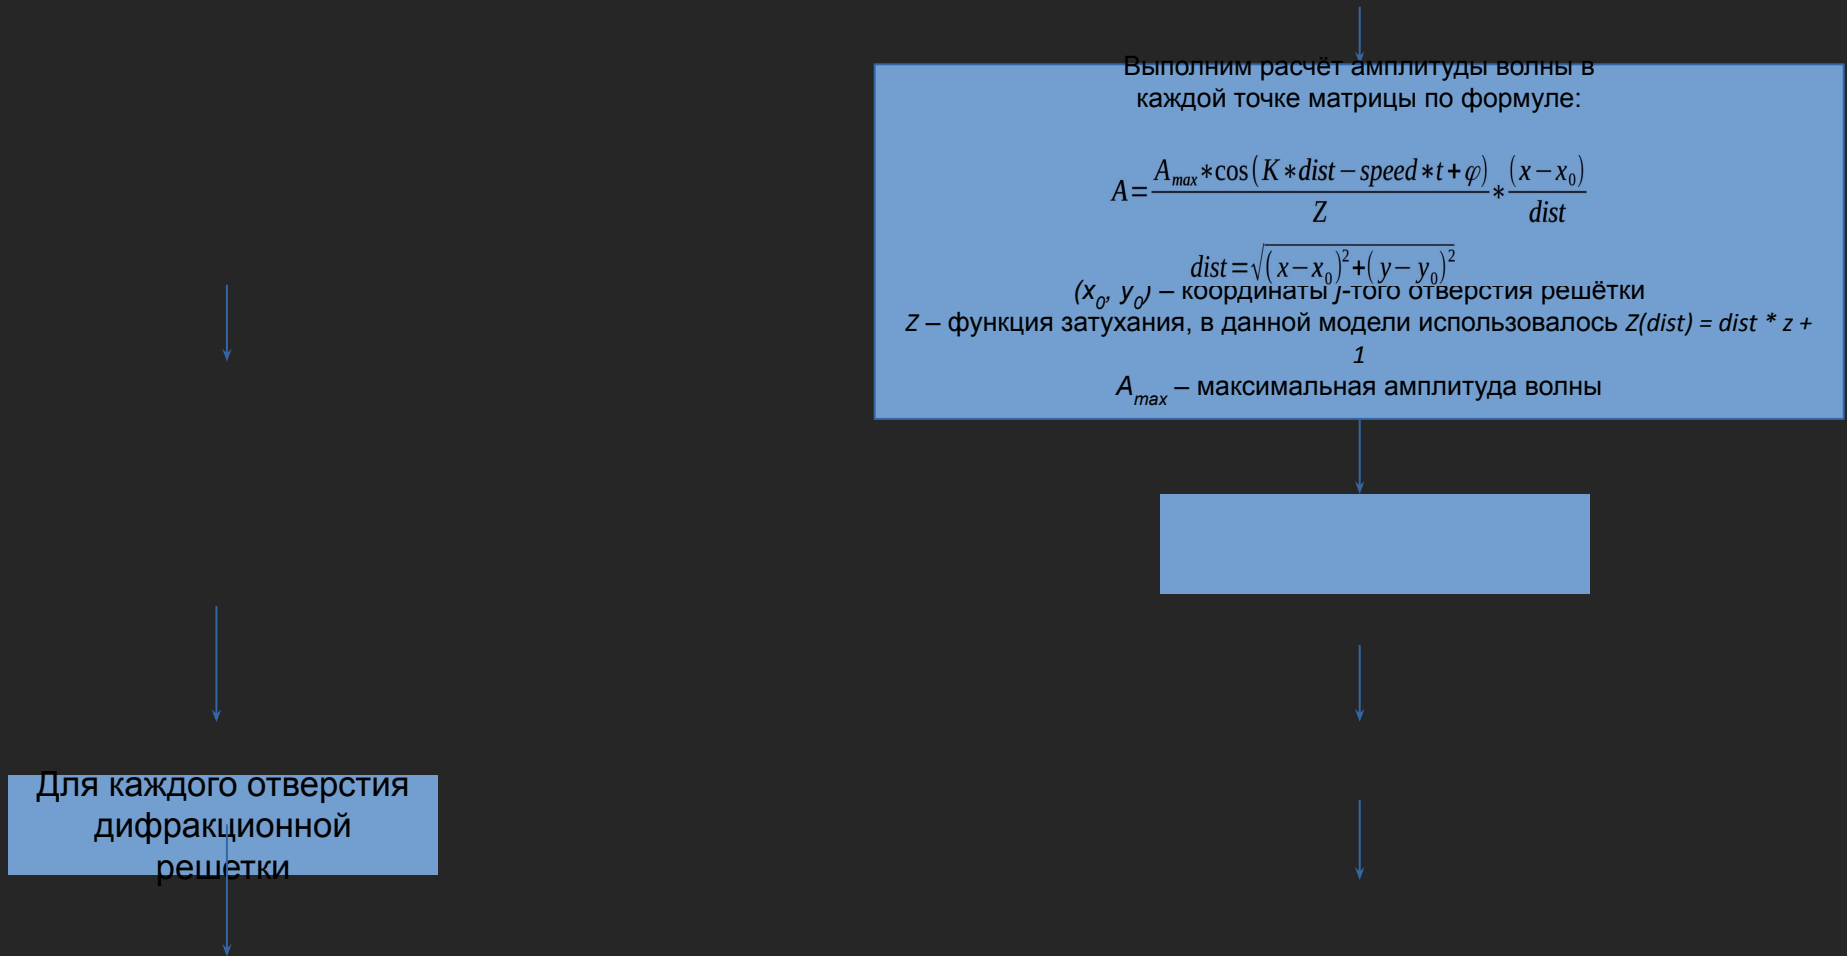 Выполним расчёт амплитуды волны в
каждой точке матрицы по формуле:
A = A_max * cos( K * dist − speed * t + φ) / Z * (x − x_0) / dist
dist = √((x − x_0)^2 + (y − y_0)^2)
(x_0, y_0) – координаты j-того отверстия решётки
Z – функция затухания, в данной модели использовалось Z(dist) = dist * z +
1
A_max – максимальная амплитуда волны
Для каждого отверстия
дифракционной
решетки